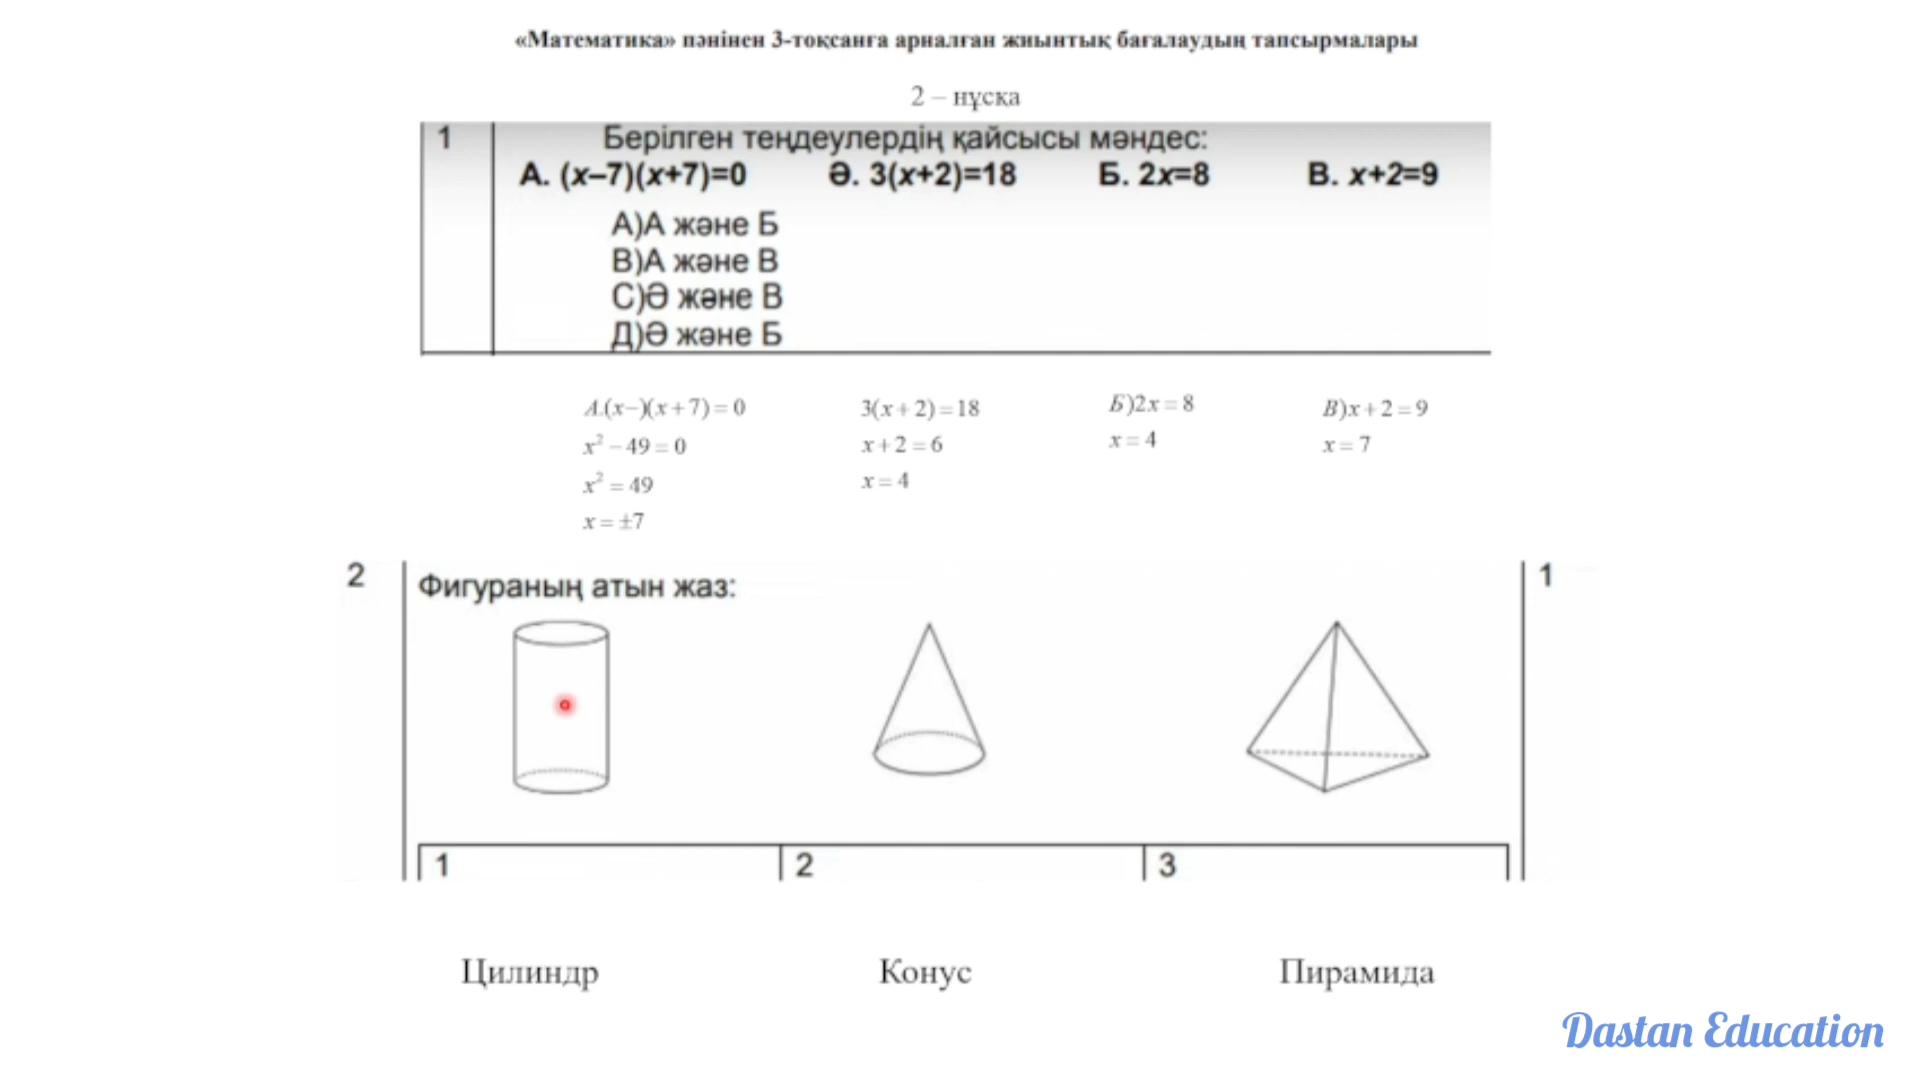 «Математика» пәнінен 3-тоқсанға арналған жиынтық бағалаудың тапсырмалары
2 – нұсқа
1 Берілген теңдеулердің қайсысы мәндес:
А. (x–7)(x+7)=0 Ә. 3(x+2)=18 Б. 2x=8 В. x+2=9
А)А және Б
В)А және В
С)Ә және В
Д)Ә және Б
A.(x–)(x+7)=0 3(x+2)=18 Б)2x=8 В)x+2=9
x²–49=0 x+2=6 x=4 x=7
x²=49 x=4
x=±7
2 Фигураның атын жаз: 1
1 2 3
Цилиндр Конус Пирамида
Dastan Education